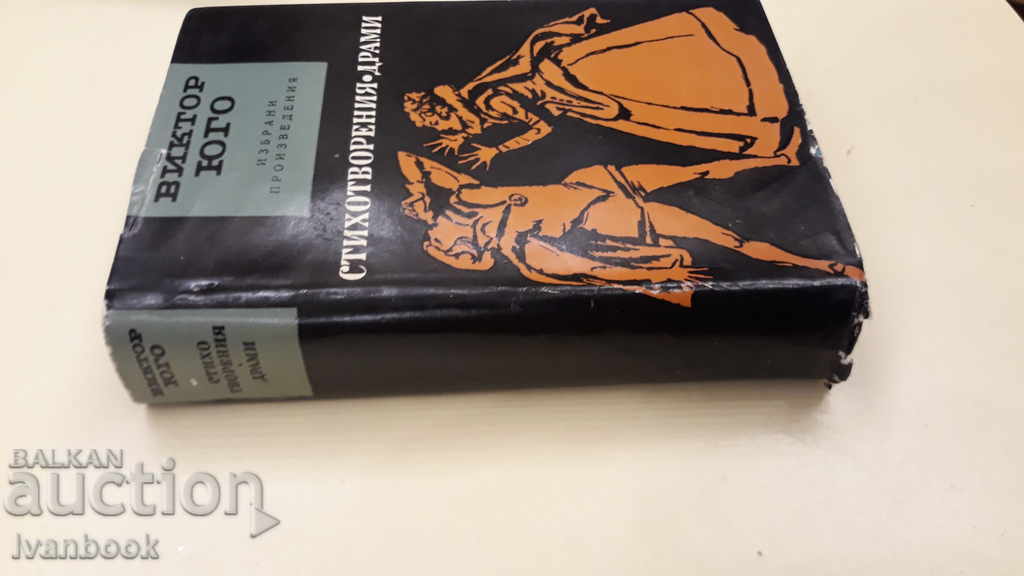 ВИКТОР
ЮГО
ИЗБРАНИ
ПРОИЗВЕДЕНИЯ
СТИХОТВОРЕНИЯ•ДРАМИ
ВИКТОР
ЮГО
СТИХО
ТВОРЕНИЯ
ДРАМИ
BALKAN
auction
Ivanbook